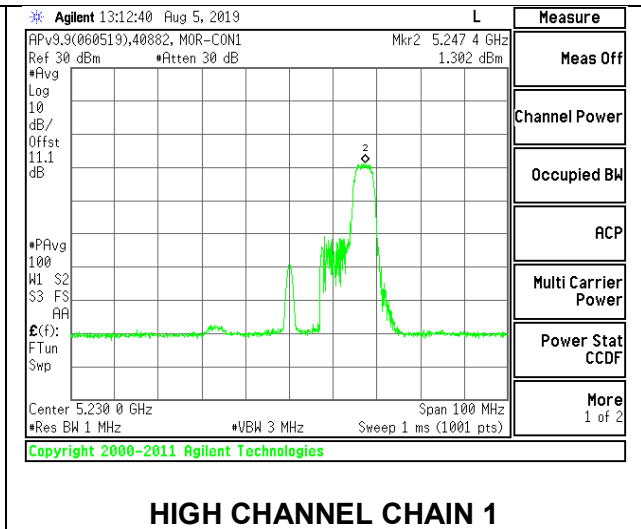 Agilent 13:12:40 Aug 5, 2019 L
APv9.9(060519),40882, MOR-CON1 Mkr2 5.247 4 GHz
Ref 30 dBm #Atten 30 dB 1.302 dBm
#Avg
Log
10
dB/
Offst
11.1
dB
2
#PAvg
100
W1 S2
S3 FS
AA
£(f):
FTun
Swp
Center 5.230 0 GHz Span 100 MHz
#Res BW 1 MHz #VBW 3 MHz Sweep 1 ms (1001 pts)
Copyright 2000-2011 Agilent Technologies
Measure
Meas Off
Channel Power
Occupied BW
ACP
Multi Carrier
Power
Power Stat
CCDF
More
1 of 2
HIGH CHANNEL CHAIN 1